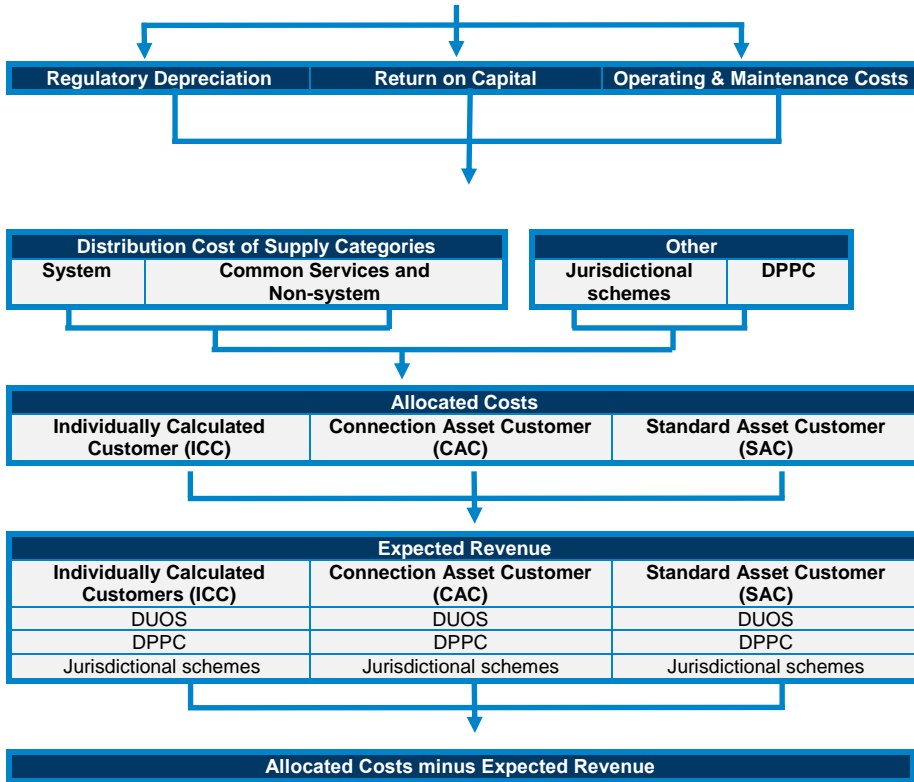 Regulatory Depreciation
Return on Capital
Operating & Maintenance Costs
Distribution Cost of Supply Categories
System
Common Services and
Non-system
Other
Jurisdictional
schemes
DPPC
Allocated Costs
Individually Calculated
Customer (ICC)
Connection Asset Customer
(CAC)
Standard Asset Customer
(SAC)
Expected Revenue
Individually Calculated
Customers (ICC)
Connection Asset Customer
(CAC)
Standard Asset Customer
(SAC)
DUOS
DUOS
DUOS
DPPC
DPPC
DPPC
Jurisdictional schemes
Jurisdictional schemes
Jurisdictional schemes
Allocated Costs minus Expected Revenue